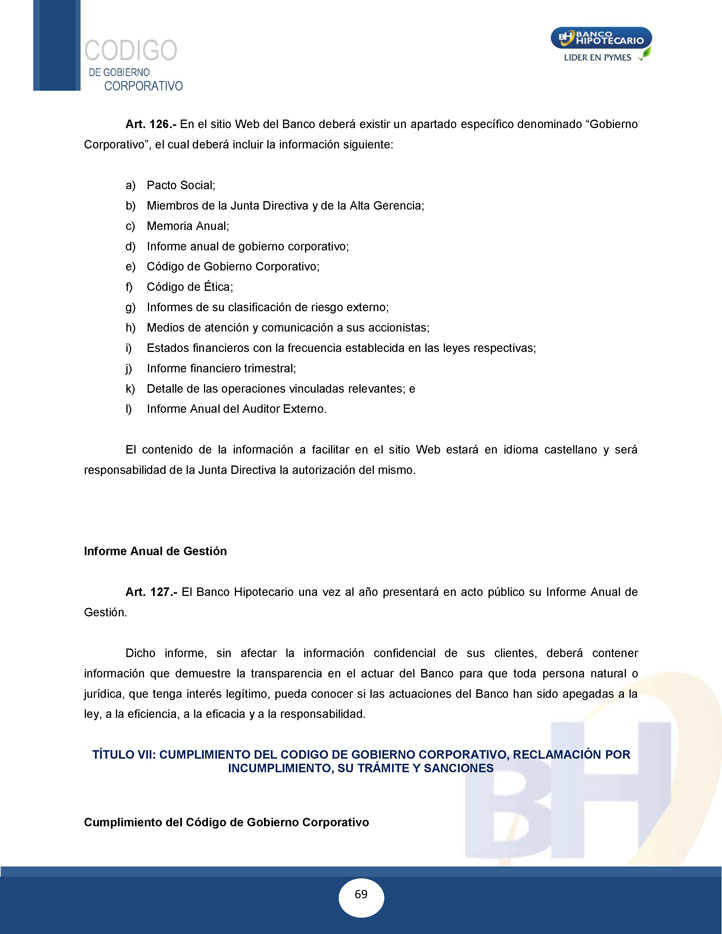 CODIGO
DE GOBIERNO
CORPORATIVO
BH BANCO
HIPOTECARIO
LIDER EN PYMES
Art. 126.- En el sitio Web del Banco deberá existir un apartado específico denominado “Gobierno
Corporativo”, el cual deberá incluir la información siguiente:
a) Pacto Social;
b) Miembros de la Junta Directiva y de la Alta Gerencia;
c) Memoria Anual;
d) Informe anual de gobierno corporativo;
e) Código de Gobierno Corporativo;
f) Código de Ética;
g) Informes de su clasificación de riesgo externo;
h) Medios de atención y comunicación a sus accionistas;
i) Estados financieros con la frecuencia establecida en las leyes respectivas;
j) Informe financiero trimestral;
k) Detalle de las operaciones vinculadas relevantes; e
l) Informe Anual del Auditor Externo.
El contenido de la información a facilitar en el sitio Web estará en idioma castellano y será
responsabilidad de la Junta Directiva la autorización del mismo.
Informe Anual de Gestión
Art. 127.- El Banco Hipotecario una vez al año presentará en acto público su Informe Anual de
Gestión.
Dicho informe, sin afectar la información confidencial de sus clientes, deberá contener
información que demuestre la transparencia en el actuar del Banco para que toda persona natural o
jurídica, que tenga interés legítimo, pueda conocer si las actuaciones del Banco han sido apegadas a la
ley, a la eficiencia, a la eficacia y a la responsabilidad.
TÍTULO VII: CUMPLIMIENTO DEL CODIGO DE GOBIERNO CORPORATIVO, RECLAMACIÓN POR
INCUMPLIMIENTO, SU TRÁMITE Y SANCIONES
Cumplimiento del Código de Gobierno Corporativo
BH
69